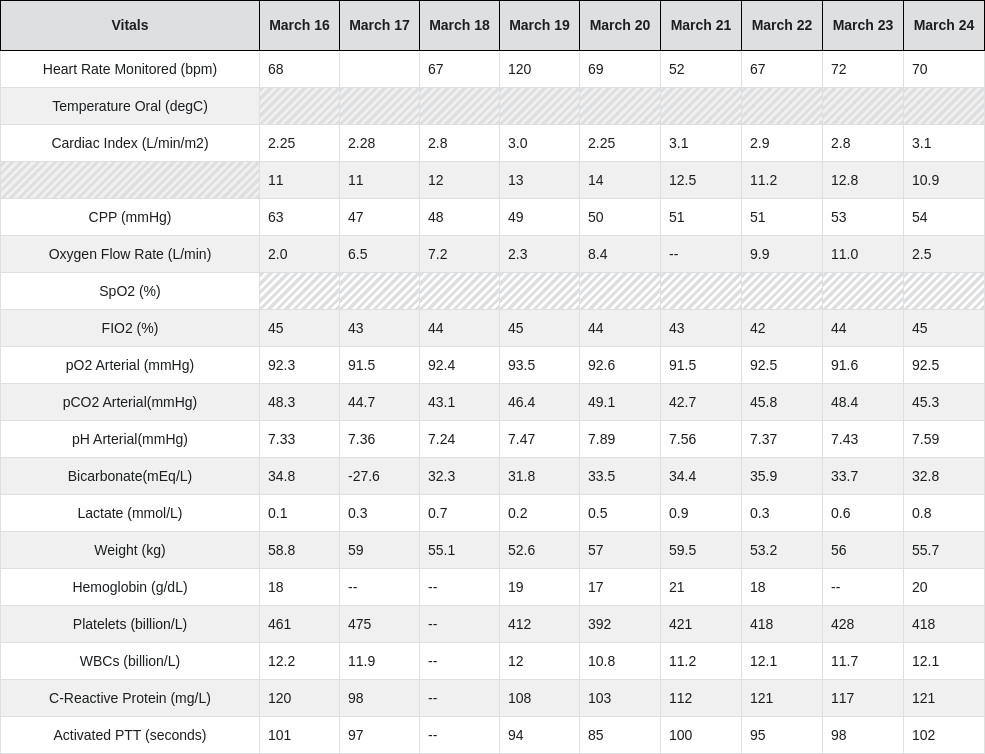 Vitals March 16 March 17 March 18 March 19 March 20 March 21 March 22 March 23 March 24
Heart Rate Monitored (bpm) 68 67 120 69 52 67 72 70
Temperature Oral (degC)
Cardiac Index (L/min/m2) 2.25 2.28 2.8 3.0 2.25 3.1 2.9 2.8 3.1
11 11 12 13 14 12.5 11.2 12.8 10.9
CPP (mmHg) 63 47 48 49 50 51 51 53 54
Oxygen Flow Rate (L/min) 2.0 6.5 7.2 2.3 8.4 -- 9.9 11.0 2.5
SpO2 (%)
FIO2 (%) 45 43 44 45 44 43 42 44 45
pO2 Arterial (mmHg) 92.3 91.5 92.4 93.5 92.6 91.5 92.5 91.6 92.5
pCO2 Arterial(mmHg) 48.3 44.7 43.1 46.4 49.1 42.7 45.8 48.4 45.3
pH Arterial(mmHg) 7.33 7.36 7.24 7.47 7.89 7.56 7.37 7.43 7.59
Bicarbonate(mEq/L) 34.8 -27.6 32.3 31.8 33.5 34.4 35.9 33.7 32.8
Lactate (mmol/L) 0.1 0.3 0.7 0.2 0.5 0.9 0.3 0.6 0.8
Weight (kg) 58.8 59 55.1 52.6 57 59.5 53.2 56 55.7
Hemoglobin (g/dL) 18 -- -- 19 17 21 18 -- 20
Platelets (billion/L) 461 475 -- 412 392 421 418 428 418
WBCs (billion/L) 12.2 11.9 -- 12 10.8 11.2 12.1 11.7 12.1
C-Reactive Protein (mg/L) 120 98 -- 108 103 112 121 117 121
Activated PTT (seconds) 101 97 -- 94 85 100 95 98 102